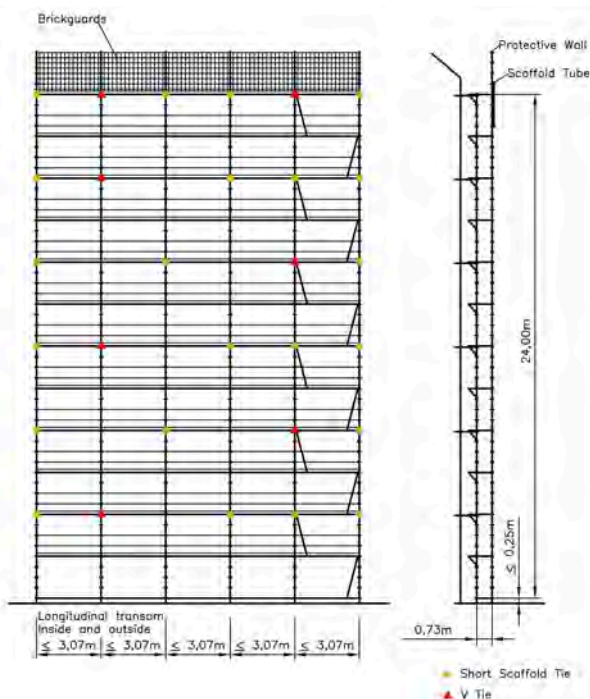 Brickguards
Protective Wall
Scaffold Tube
24,00m
≤ 0,25m
Longitudinal transom
Inside and outside
≤ 3,07m ≤ 3,07m ≤ 3,07m ≤ 3,07m ≤ 3,07m
0,73m
Short Scaffold Tie
V Tie